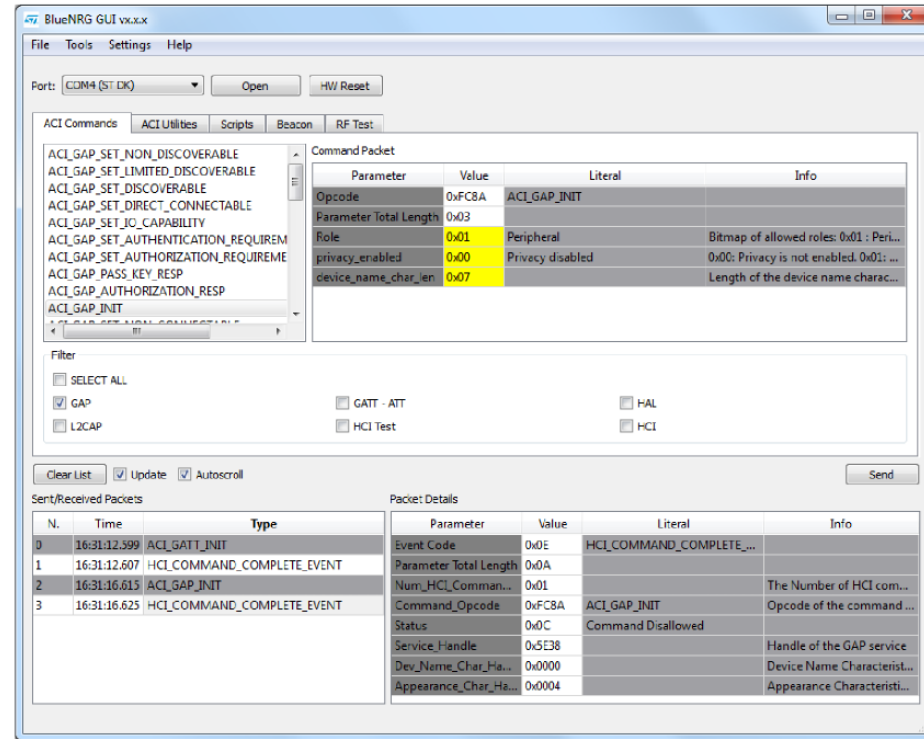 BlueNRG GUI vx.x.x
File Tools Settings Help
Port: COM4 (ST DK) Open HW Reset
ACI Commands ACI Utilities Scripts Beacon RF Test
ACI_GAP_SET_NON_DISCOVERABLE
ACI_GAP_SET_LIMITED_DISCOVERABLE
ACI_GAP_SET_DISCOVERABLE
ACI_GAP_SET_DIRECT_CONNECTABLE
ACI_GAP_SET_IO_CAPABILITY
ACI_GAP_SET_AUTHENTICATION_REQUIREM
ACI_GAP_SET_AUTHORIZATION_REQUIREME
ACI_GAP_PASS_KEY_RESP
ACI_GAP_AUTHORIZATION_RESP
ACI_GAP_INIT
ACI_GAP_SET_NON_CONNECTABLE
Command Packet
Parameter Value Literal Info
Opcode 0xFC8A ACI_GAP_INIT
Parameter Total Length 0x03
Role 0x01 Peripheral Bitmap of allowed roles: 0x01 : Peri...
privacy_enabled 0x00 Privacy disabled 0x00: Privacy is not enabled. 0x01: ...
device_name_char_len 0x07 Length of the device name charac...
Filter
SELECT ALL
GAP GATT - ATT HAL
L2CAP HCI Test HCI
Clear List Update Autoscroll Send
Sent/Received Packets
N. Time Type
0 16:31:12.599 ACI_GATT_INIT
1 16:31:12.607 HCI_COMMAND_COMPLETE_EVENT
2 16:31:16.615 ACI_GAP_INIT
3 16:31:16.625 HCI_COMMAND_COMPLETE_EVENT
Packet Details
Parameter Value Literal Info
Event Code 0x0E HCI_COMMAND_COMPLETE_...
Parameter Total Length 0x0A
Num_HCI_Comman... 0x01 The Number of HCI com...
Command_Opcode 0xFC8A ACI_GAP_INIT Opcode of the command ...
Status 0x0C Command Disallowed
Service_Handle 0x5E38 Handle of the GAP service
Dev_Name_Char_Ha... 0x0000 Device Name Characterist...
Appearance_Char_Ha... 0x0004 Appearance Characteristi...